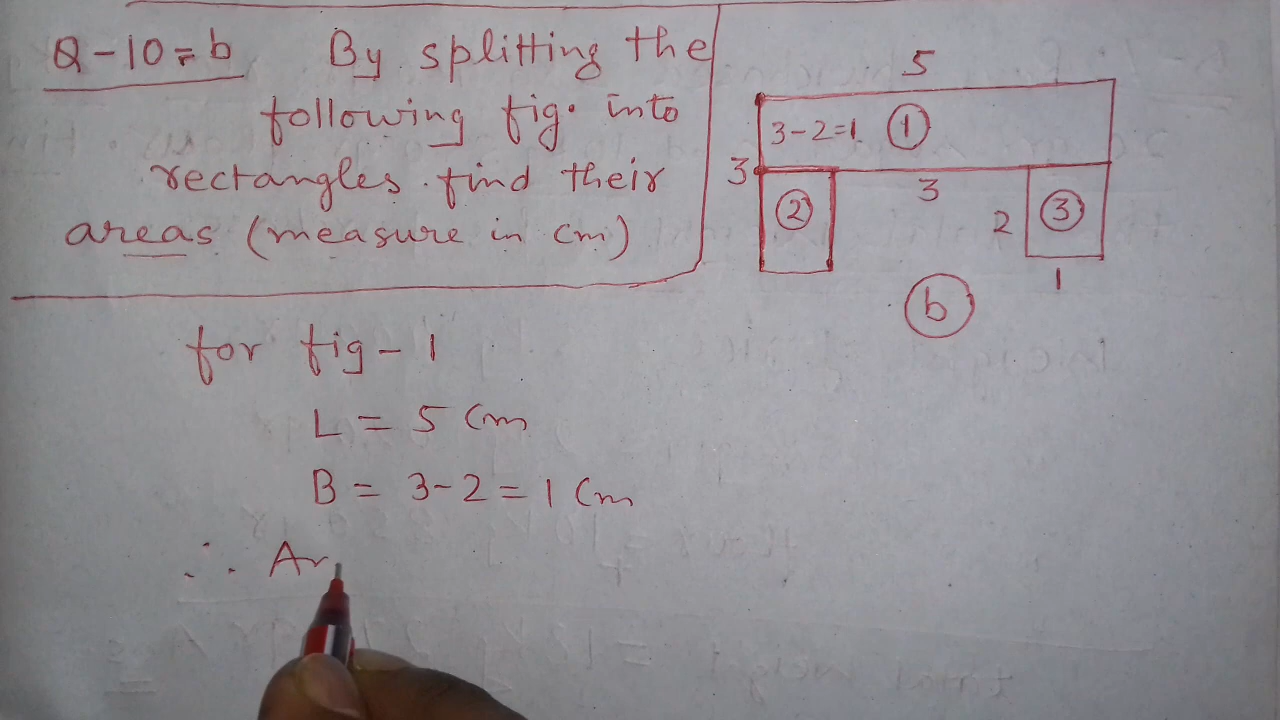 Q-10=b By splitting the
following fig. into
rectangles. find their
areas (measure in cm)
5
3-2=1 1
3
3
2
2 3
1
b
for fig-1
L = 5 cm
B = 3-2 = 1 cm
∴ Ar